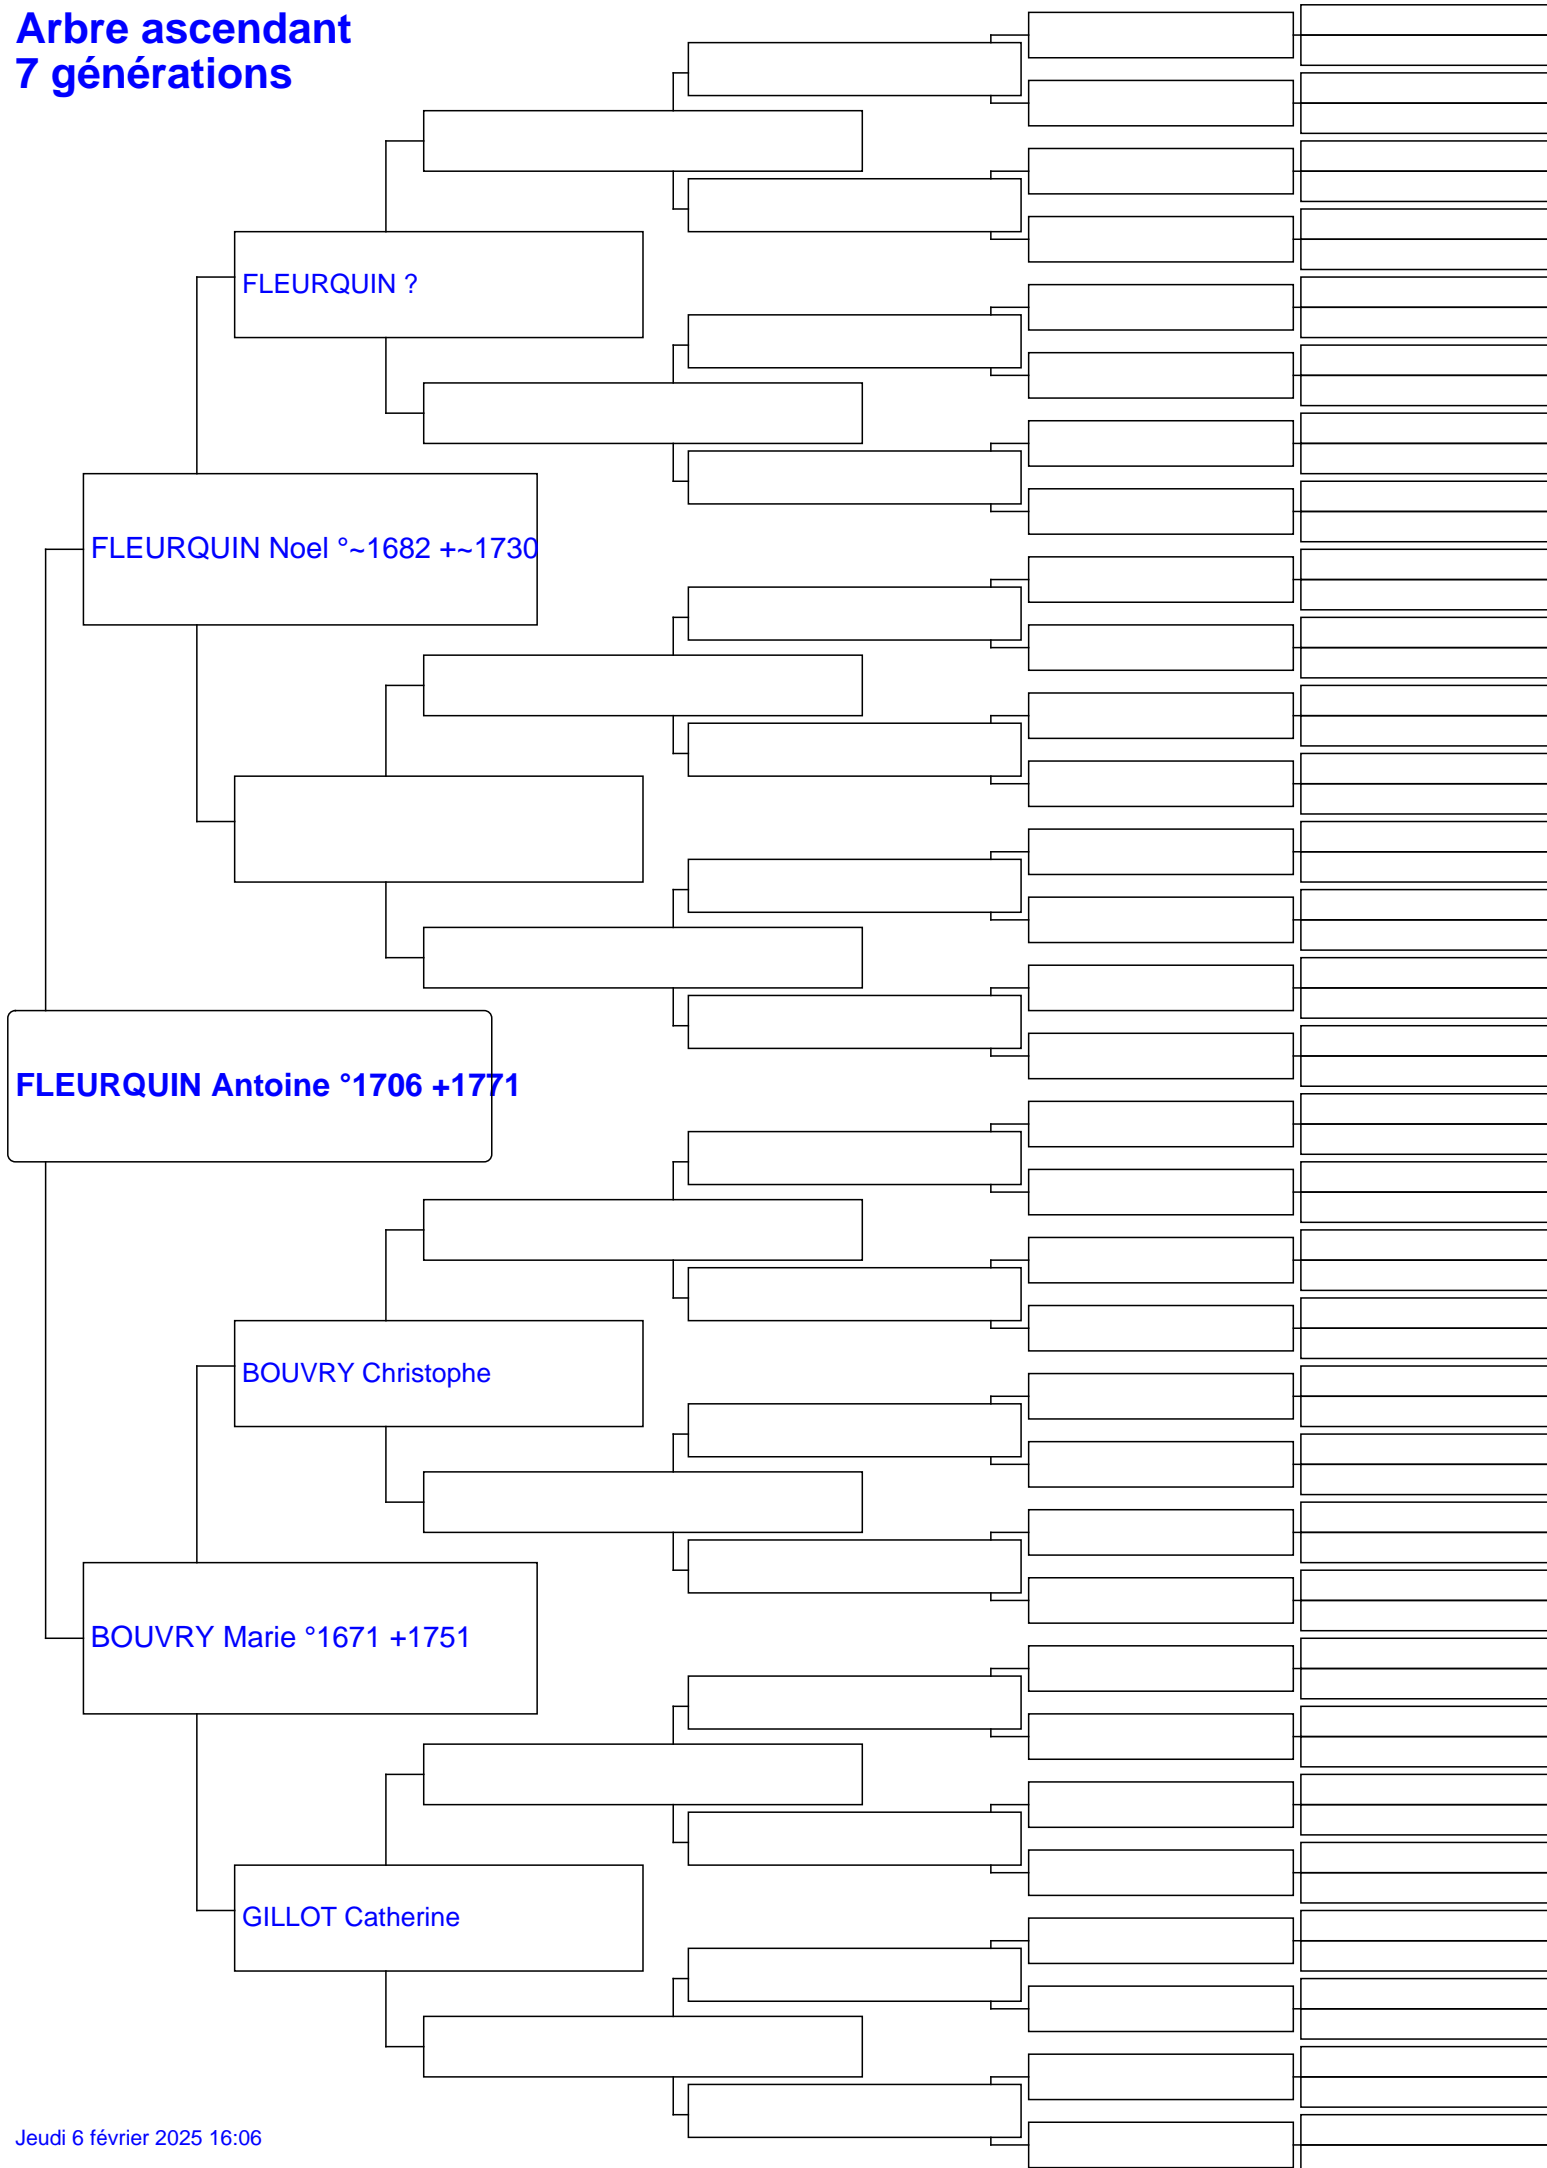 Arbre ascendant
7 générations
FLEURQUIN ?
FLEURQUIN Noel °~1682 +~1730
FLEURQUIN Antoine °1706 +1771
BOUVRY Christophe
BOUVRY Marie °1671 +1751
GILLOT Catherine
Jeudi 6 février 2025 16:06